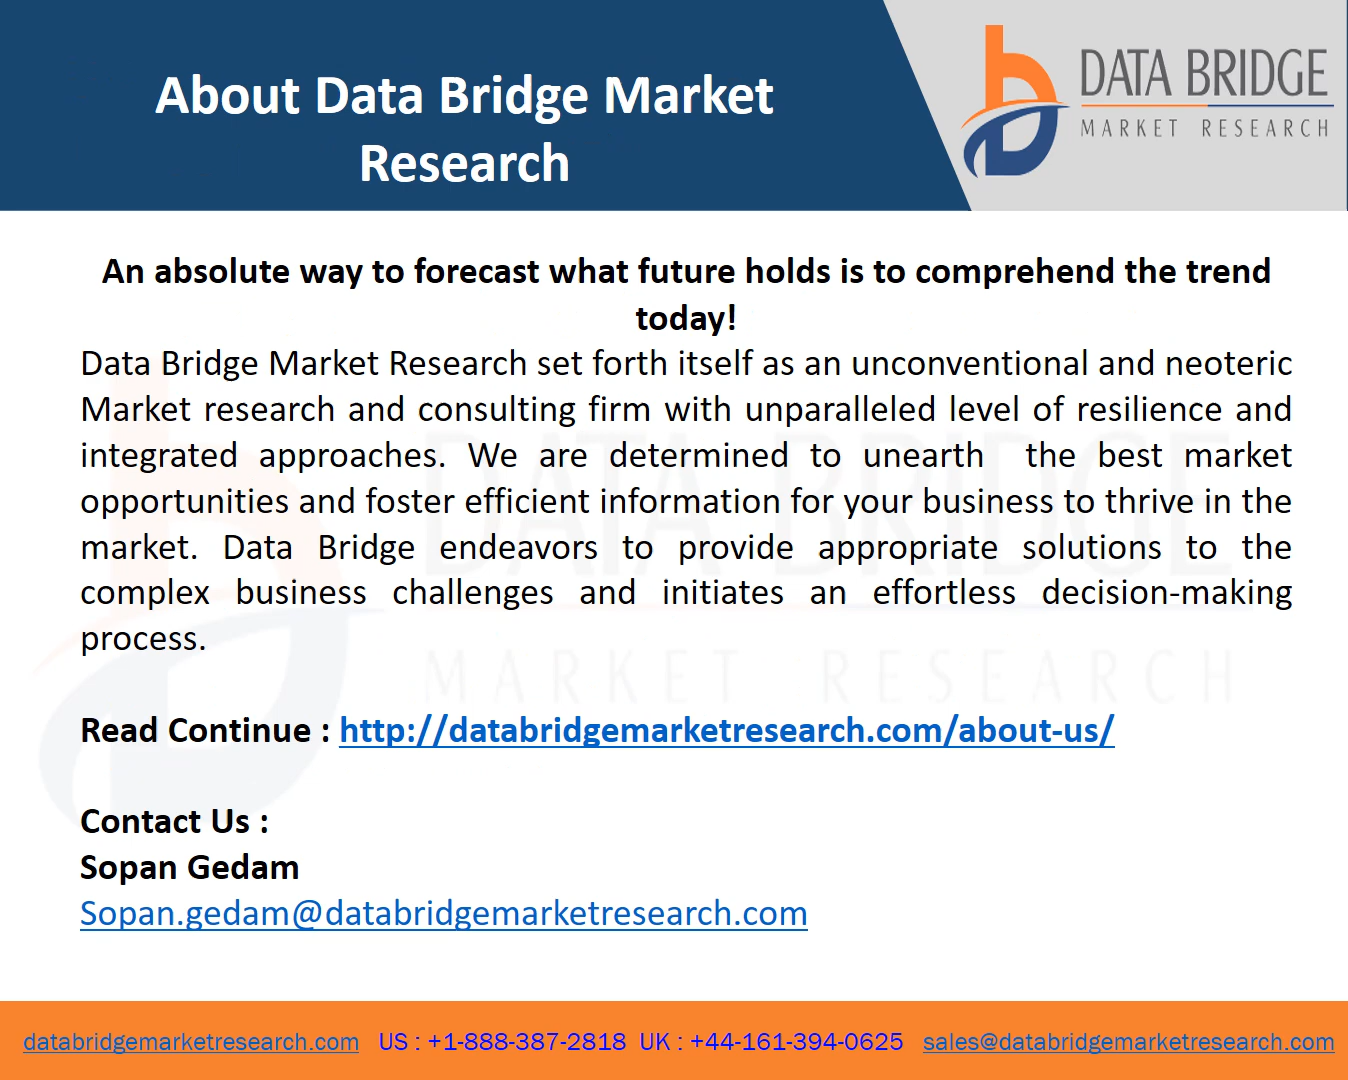 About Data Bridge Market
Research
DATA BRIDGE
MARKET RESEARCH
An absolute way to forecast what future holds is to comprehend the trend
today!
Data Bridge Market Research set forth itself as an unconventional and neoteric
Market research and consulting firm with unparalleled level of resilience and
integrated approaches. We are determined to unearth the best market
opportunities and foster efficient information for your business to thrive in the
market. Data Bridge endeavors to provide appropriate solutions to the
complex business challenges and initiates an effortless decision-making
process.
DATA BRIDGE
MARKET RESEARCH
Read Continue : http://databridgemarketresearch.com/about-us/
Contact Us :
Sopan Gedam
Sopan.gedam@databridgemarketresearch.com
databridgemarketresearch.com US : +1-888-387-2818 UK : +44-161-394-0625 sales@databridgemarketresearch.com